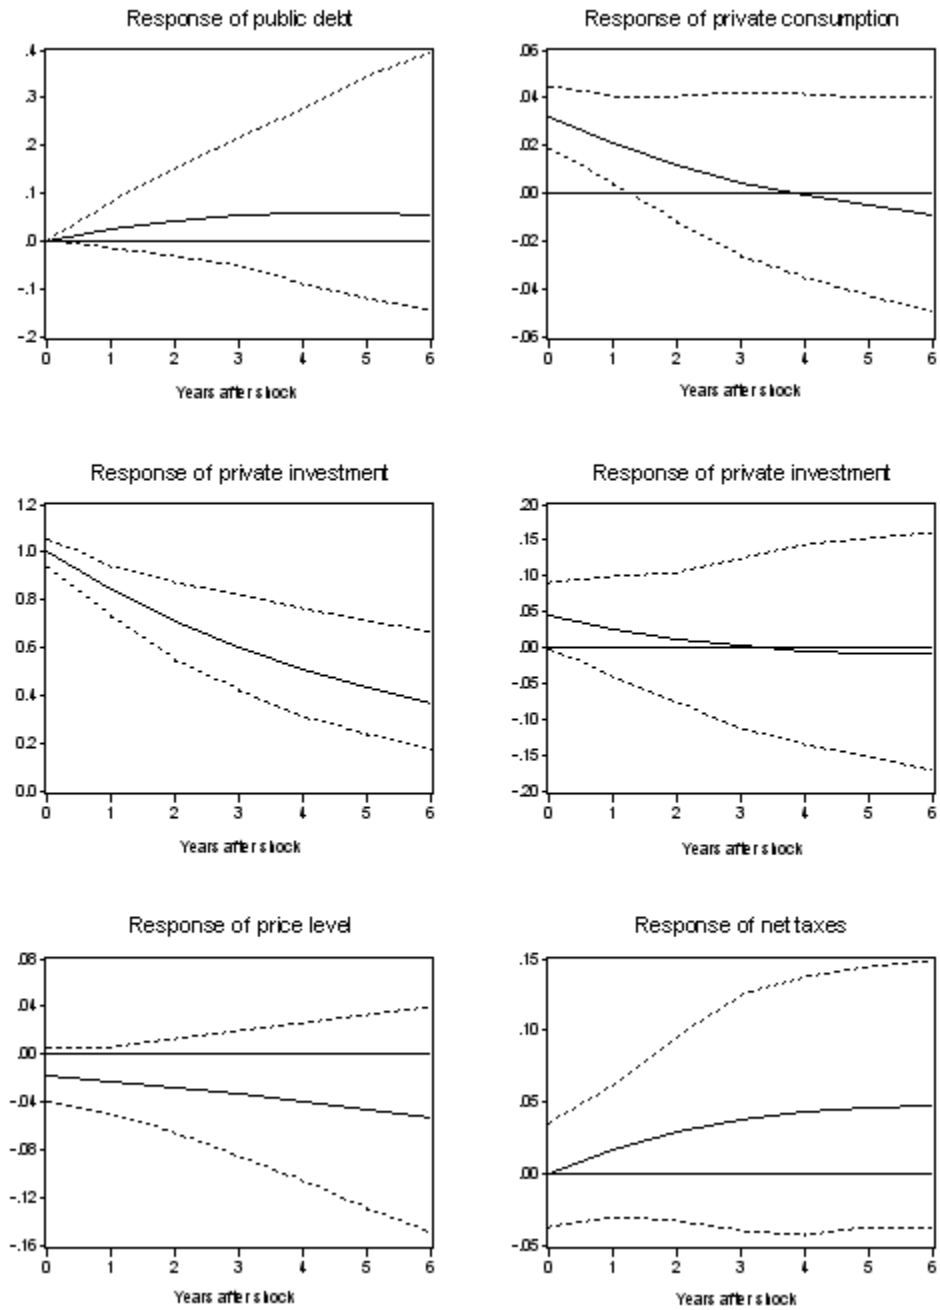 Response of public debt
.4
.3
.2
.1
.0
-.1
-.2
0 1 2 3 4 5 6
Years after shock
Response of private consumption
.06
.04
.02
.00
-.02
-.04
-.06
0 1 2 3 4 5 6
Years after shock
Response of private investment
1.2
1.0
0.8
0.6
0.4
0.2
0.0
0 1 2 3 4 5 6
Years after shock
Response of private investment
.20
.15
.10
.05
.00
-.05
-.10
-.15
-.20
0 1 2 3 4 5 6
Years after shock
Response of price level
.08
.04
.00
-.04
-.08
-.12
-.16
0 1 2 3 4 5 6
Years after shock
Response of net taxes
.15
.10
.05
.00
-.05
0 1 2 3 4 5 6
Years after shock